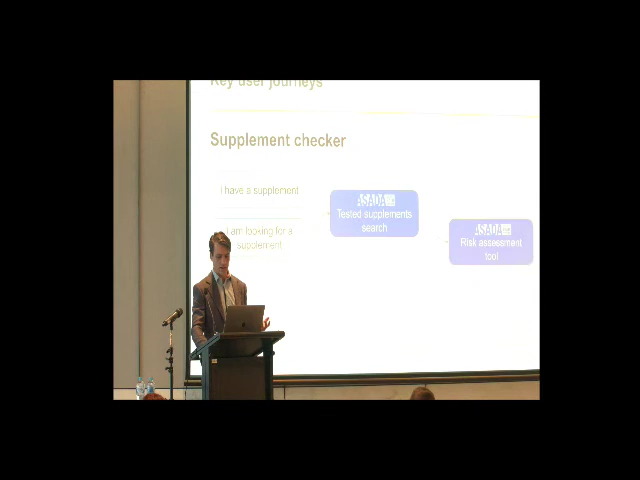 Key user journeys
Supplement checker
I have a supplement
I am looking for a
supplement
ASADA
Tested supplements
search
ASADA
Risk assessment
tool